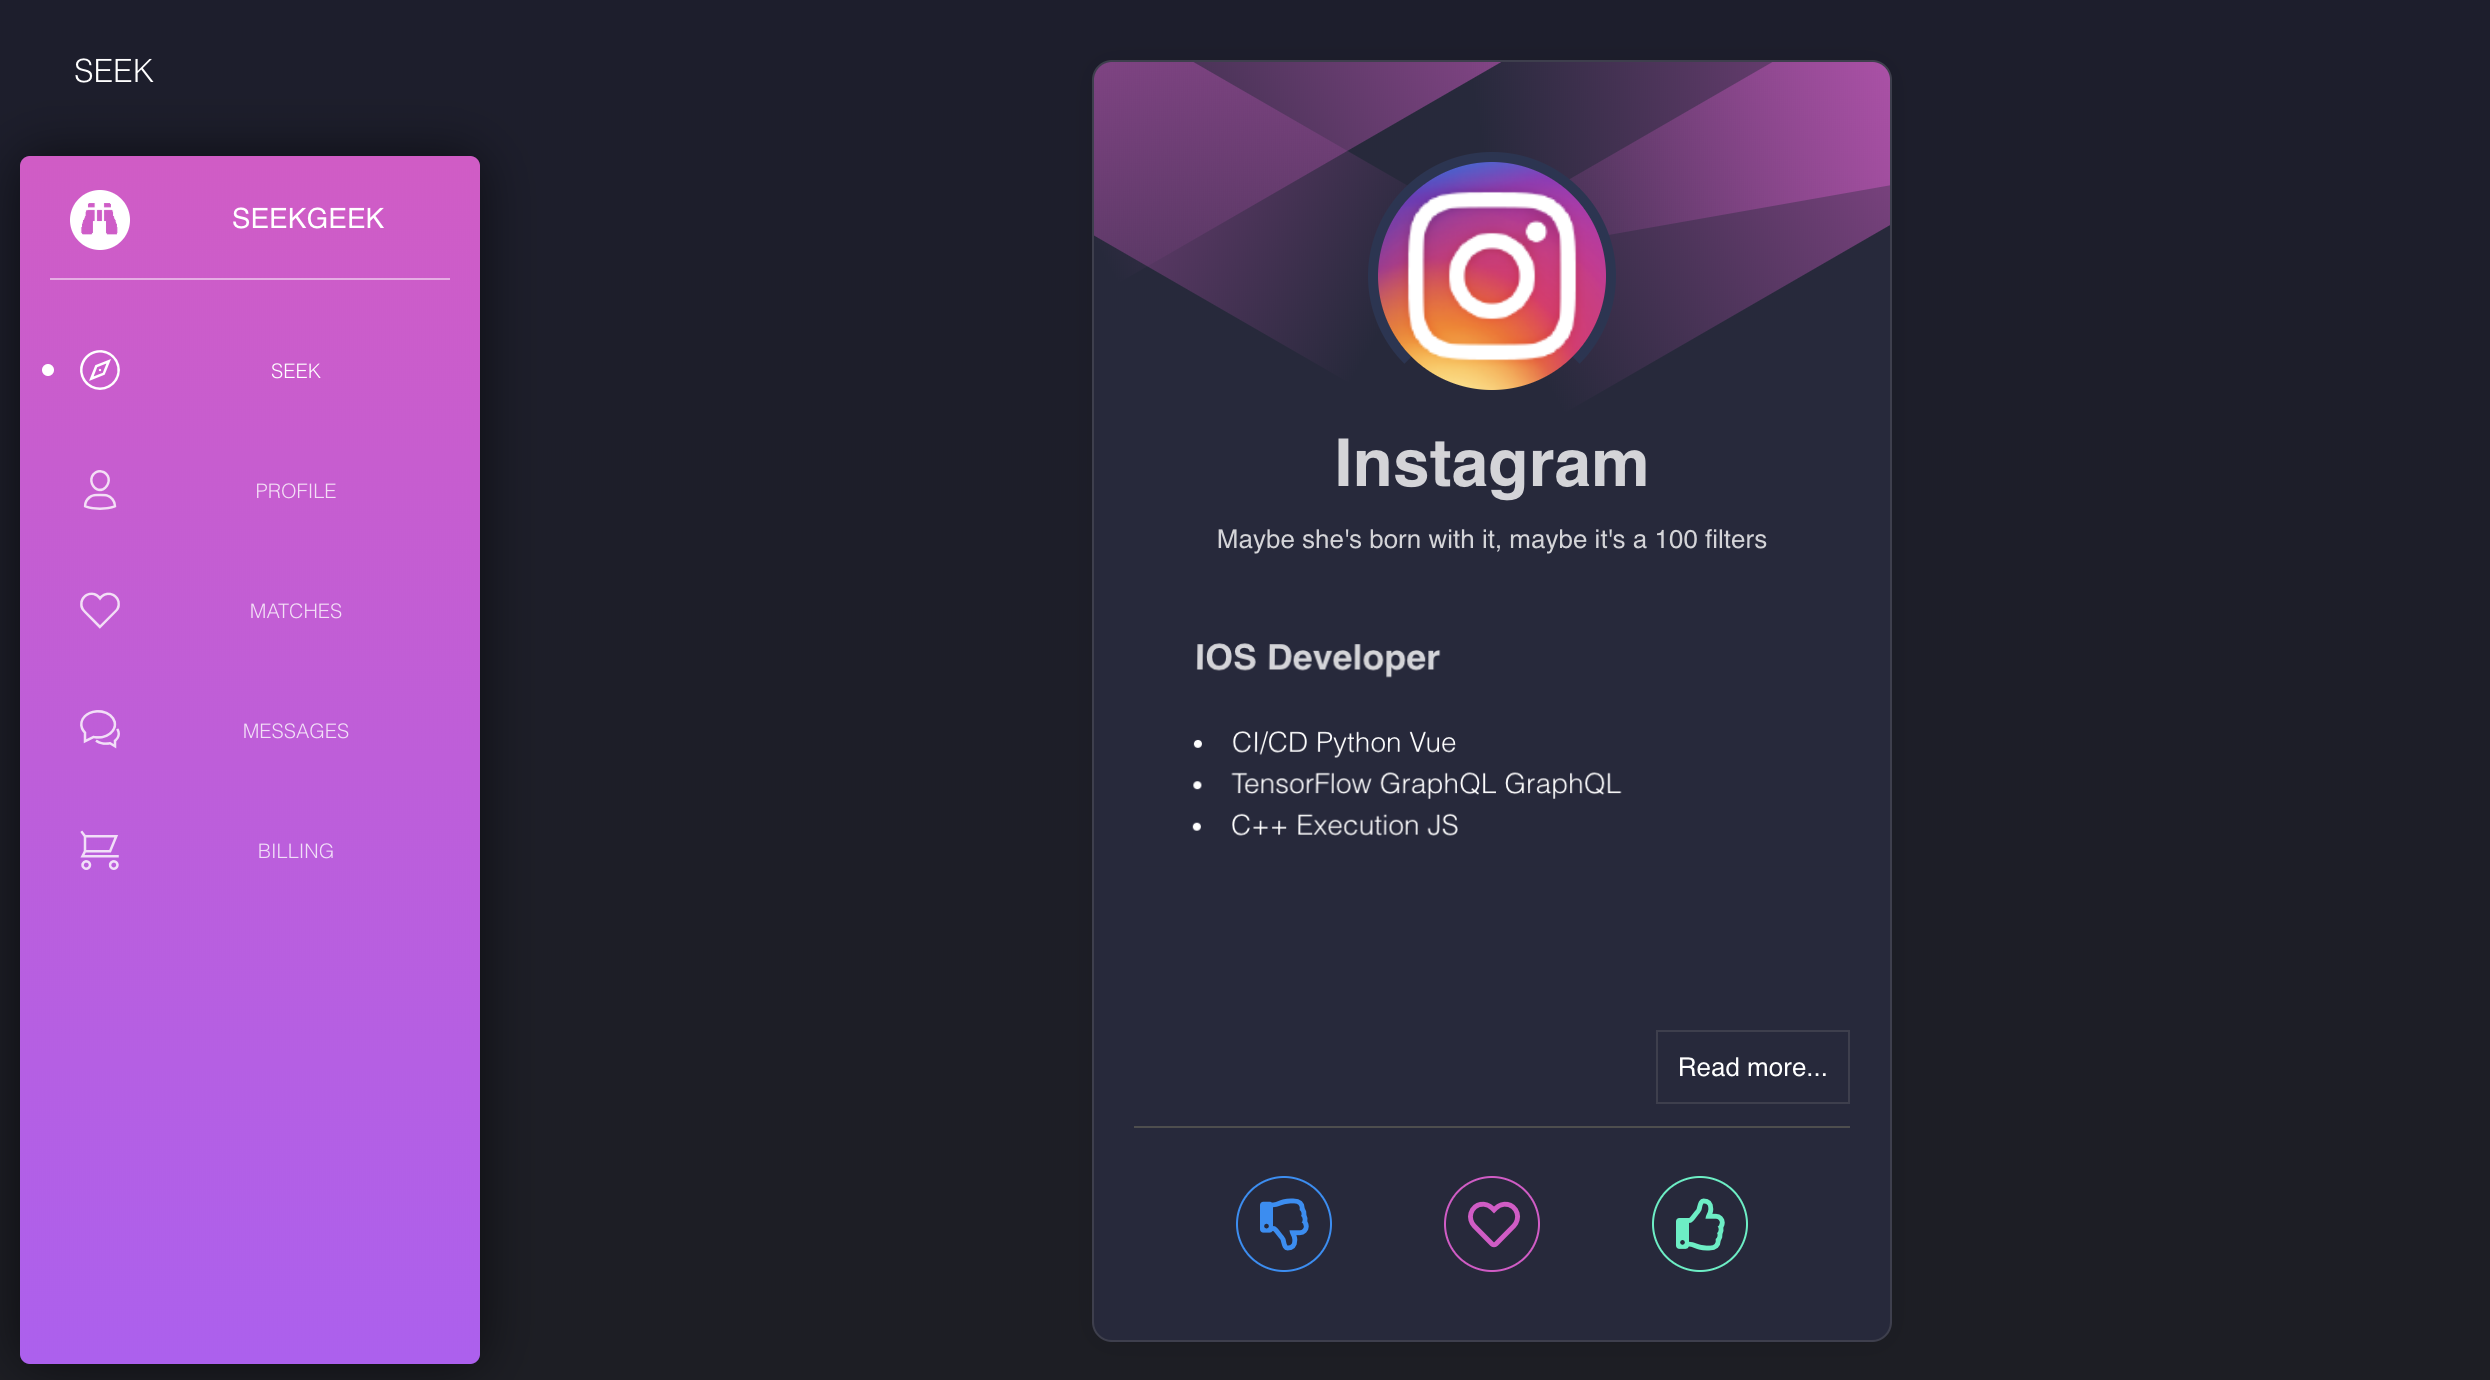 SEEK
SEEKGEEK
SEEK
PROFILE
MATCHES
MESSAGES
BILLING
Instagram
Maybe she's born with it, maybe it's a 100 filters
IOS Developer
CI/CD Python Vue
TensorFlow GraphQL GraphQL
C++ Execution JS
Read more...